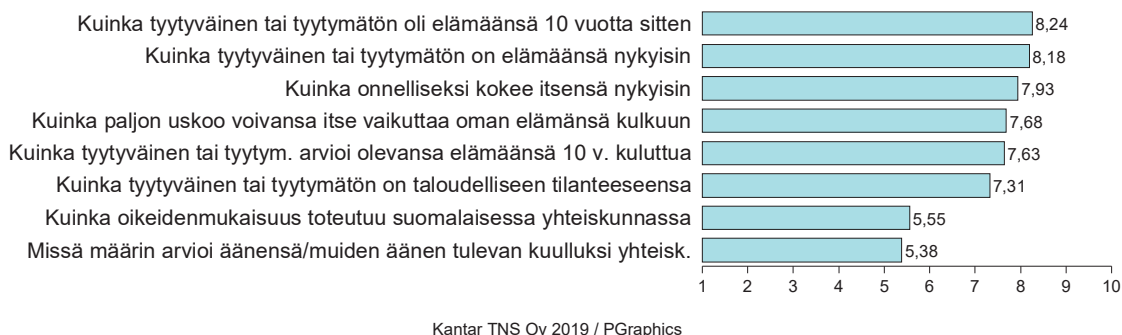 Kuinka tyytyväinen tai tyytymätön oli elämäänsä 10 vuotta sitten 8,24
Kuinka tyytyväinen tai tyytymätön on elämäänsä nykyisin 8,18
Kuinka onnelliseksi kokee itsensä nykyisin 7,93
Kuinka paljon uskoo voivansa itse vaikuttaa oman elämänsä kulkuun 7,68
Kuinka tyytyväinen tai tyytym. arvioi olevansa elämäänsä 10 v. kuluttua 7,63
Kuinka tyytyväinen tai tyytymätön on taloudelliseen tilanteeseensa 7,31
Kuinka oikeidenmukaisuus toteutuu suomalaisessa yhteiskunnassa 5,55
Missä määrin arvioi äänensä/muiden äänen tulevan kuulluksi yhteisk. 5,38
1 2 3 4 5 6 7 8 9 10
Kantar TNS Oy 2019 / PGraphics